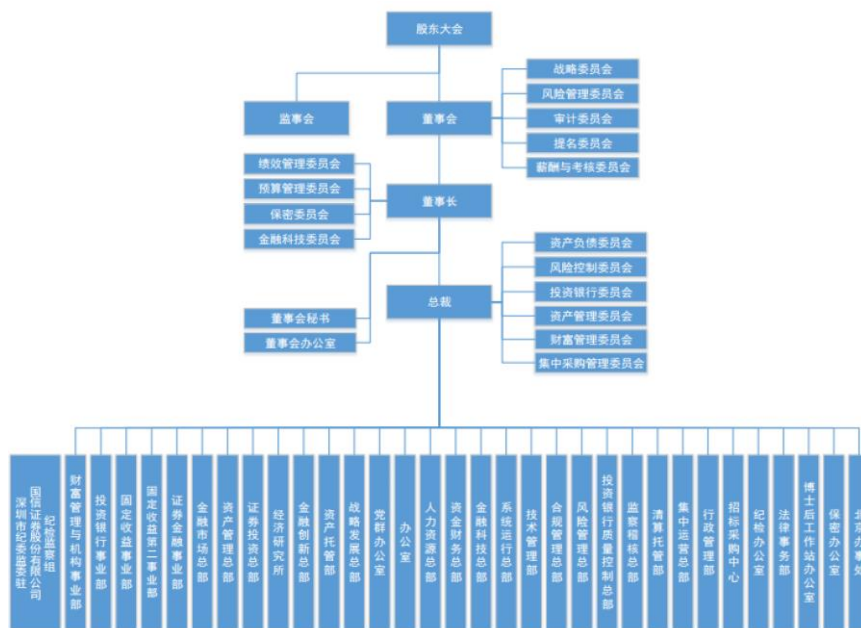 股东大会
监事会
董事会
战略委员会
风险管理委员会
审计委员会
提名委员会
薪酬与考核委员会
绩效管理委员会
预算管理委员会
保密委员会
金融科技委员会
董事长
董事会秘书
董事会办公室
总裁
资产负债委员会
风险控制委员会
投资银行委员会
资产管理委员会
财富管理委员会
集中采购管理委员会
深圳市纪委监委驻
国信证券股份有限公司
纪检监察组
财富管理与机构事业部
投资银行事业部
固定收益事业部
固定收益第二事业部
证券金融事业部
金融市场总部
资产管理总部
证券投资总部
经济研究所
金融创新总部
资产托管部
战略发展总部
党群办公室
办公室
人力资源总部
资金财务总部
金融科技总部
系统运行总部
技术管理部
合规管理总部
风险管理总部
投资银行质量控制总部
监察稽核总部
清算托管部
集中运营总部
行政管理部
招标采购中心
纪检办公室
法律事务部
博士后工作站办公室
保密办公室
北京办事处